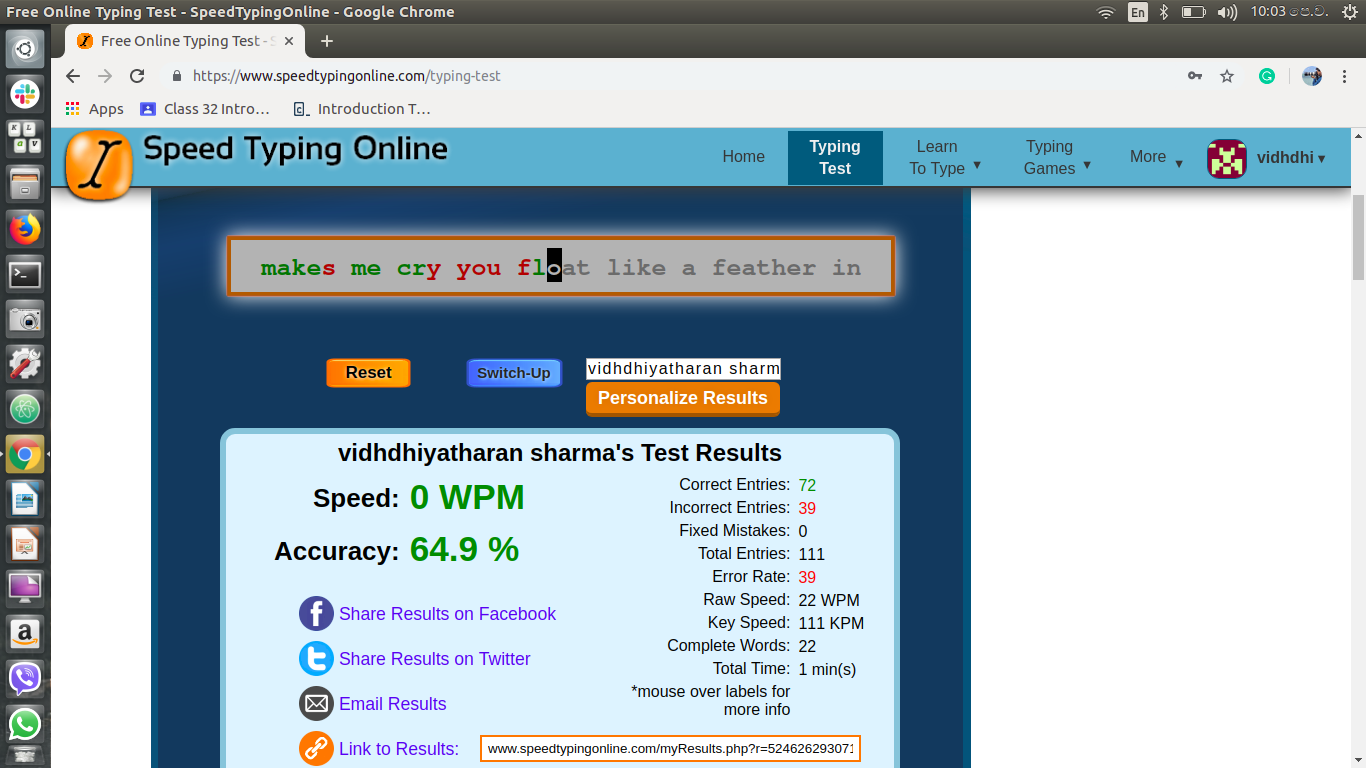 Free Online Typing Test - SpeedTypingOnline - Google Chrome
En
10:03 පෙ.ව.
Free Online Typing Test - S
https://www.speedtypingonline.com/typing-test
Apps
Class 32 Intro...
Introduction T...
Speed Typing Online
Home
Typing
Test
Learn
To Type
Typing
Games
More
vidhdhi
makes me cry you float like a feather in
Reset
Switch-Up
vidhdhiyatharan sharm
Personalize Results
vidhdhiyatharan sharma's Test Results
Speed: 0 WPM
Accuracy: 64.9 %
Share Results on Facebook
Share Results on Twitter
Email Results
Link to Results: www.speedtypingonline.com/myResults.php?r=524626293071
Correct Entries: 72
Incorrect Entries: 39
Fixed Mistakes: 0
Total Entries: 111
Error Rate: 39
Raw Speed: 22 WPM
Key Speed: 111 KPM
Complete Words: 22
Total Time: 1 min(s)
*mouse over labels for
more info